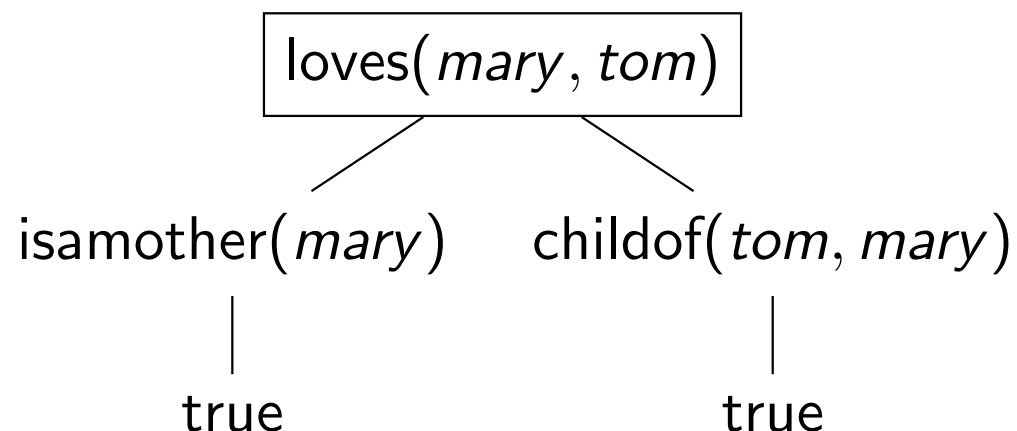 loves(mary, tom)
isamother(mary) childof(tom, mary)
true true